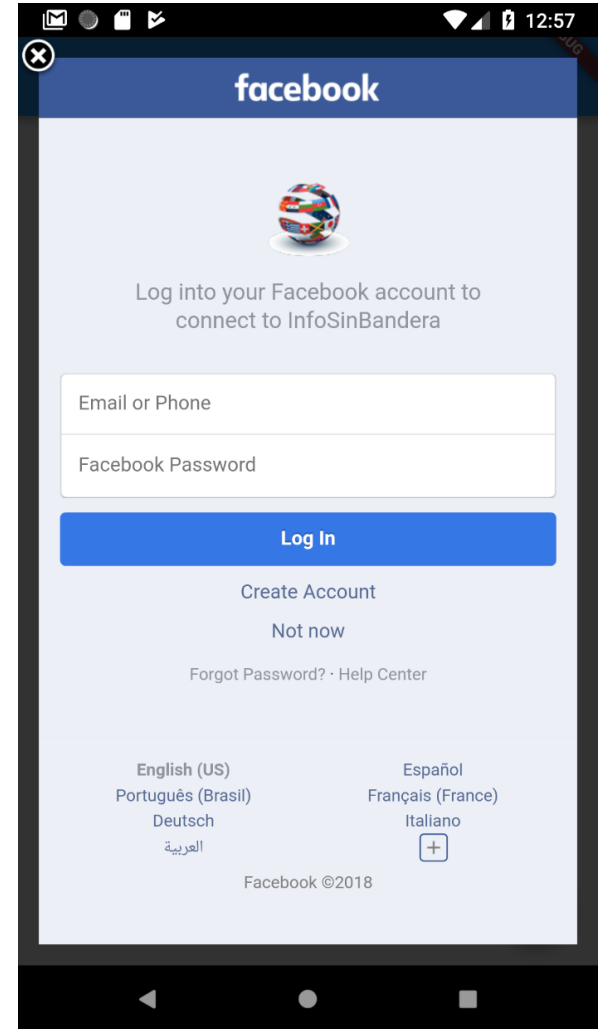 12:57
facebook
Log into your Facebook account to
connect to InfoSinBandera
Email or Phone
Facebook Password
Log In
Create Account
Not now
Forgot Password? · Help Center
English (US)
Español
Português (Brasil)
Français (France)
Deutsch
Italiano
العربية
+
Facebook ©2018